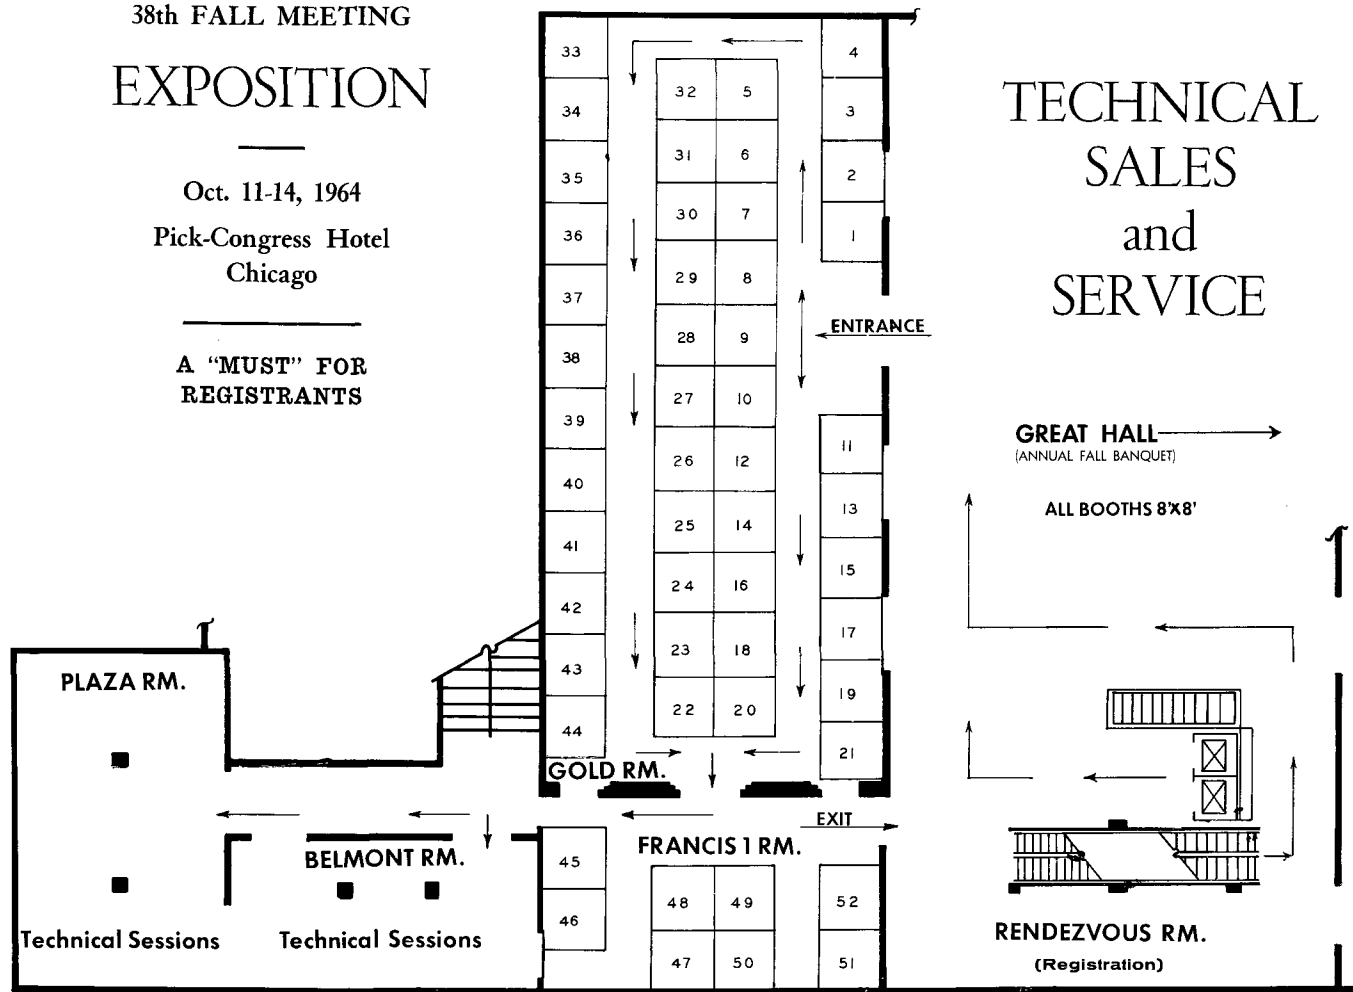 38th FALL MEETING
EXPOSITION
Oct. 11-14, 1964
Pick-Congress Hotel
Chicago
A "MUST" FOR
REGISTRANTS
TECHNICAL
SALES
and
SERVICE
GREAT HALL
(ANNUAL FALL BANQUET)
ALL BOOTHS 8'X8'
33
4
32 5
34
3
31 6
35
2
30 7
36
1
29 8
37
ENTRANCE
28 9
38
27 10
39
11
26 12
40
13
25 14
41
15
24 16
42
17
23 18
43
19
22 20
44
21
GOLD RM.
PLAZA RM.
EXIT
FRANCIS 1 RM.
BELMONT RM.
45
48 49
52
46
47 50
51
Technical Sessions
Technical Sessions
RENDEZVOUS RM.
(Registration)